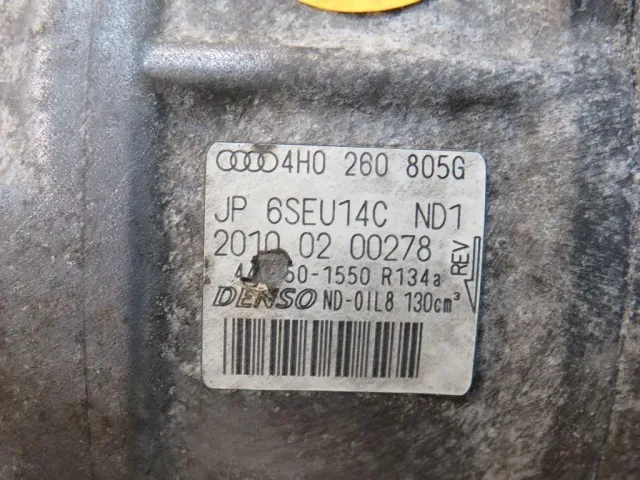 4H0 260 805G
JP 6SEU14C ND1
2010 02 00278
60-1550 R134a
DENSO ND-OIL8 130cm³
REV